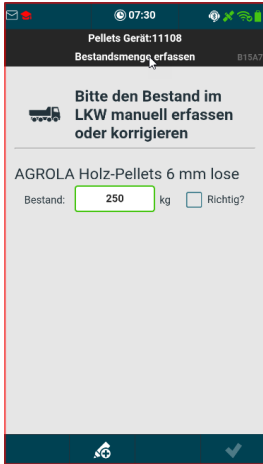 07:30
Pellets Gerät:11108
Bestandsmenge erfassen B15A7
Bitte den Bestand im
LKW manuell erfassen
oder korrigieren
AGROLA Holz-Pellets 6 mm lose
Bestand: 250 kg Richtig?